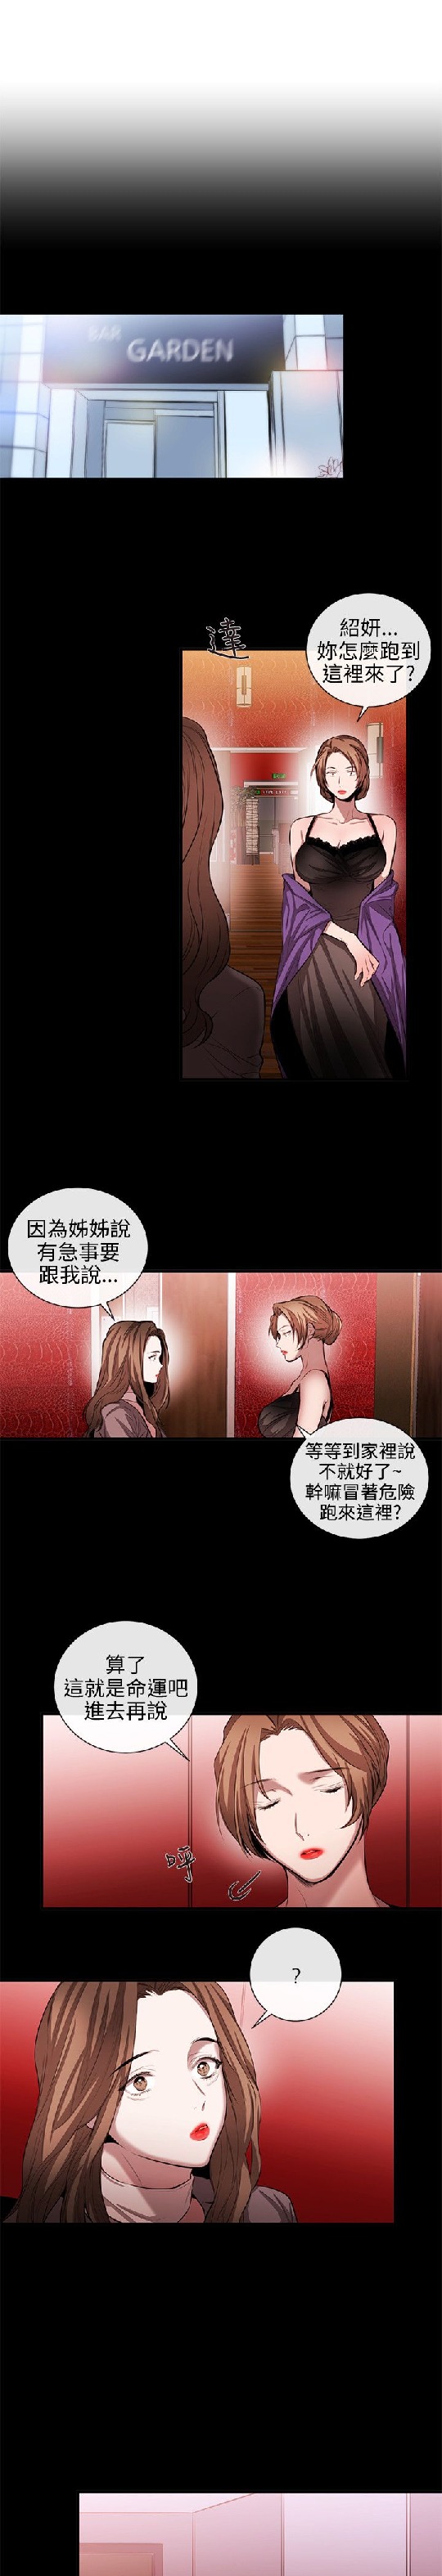 BAR
GARDEN
達
紹妍...
妳怎麼跑到
這裡來了?
因為姊姊說
有急事要
跟我說...
等等到家裡說
不就好了~
幹嘛冒著危險
跑來這裡?
算了
這就是命運吧
進去再說
呼
?